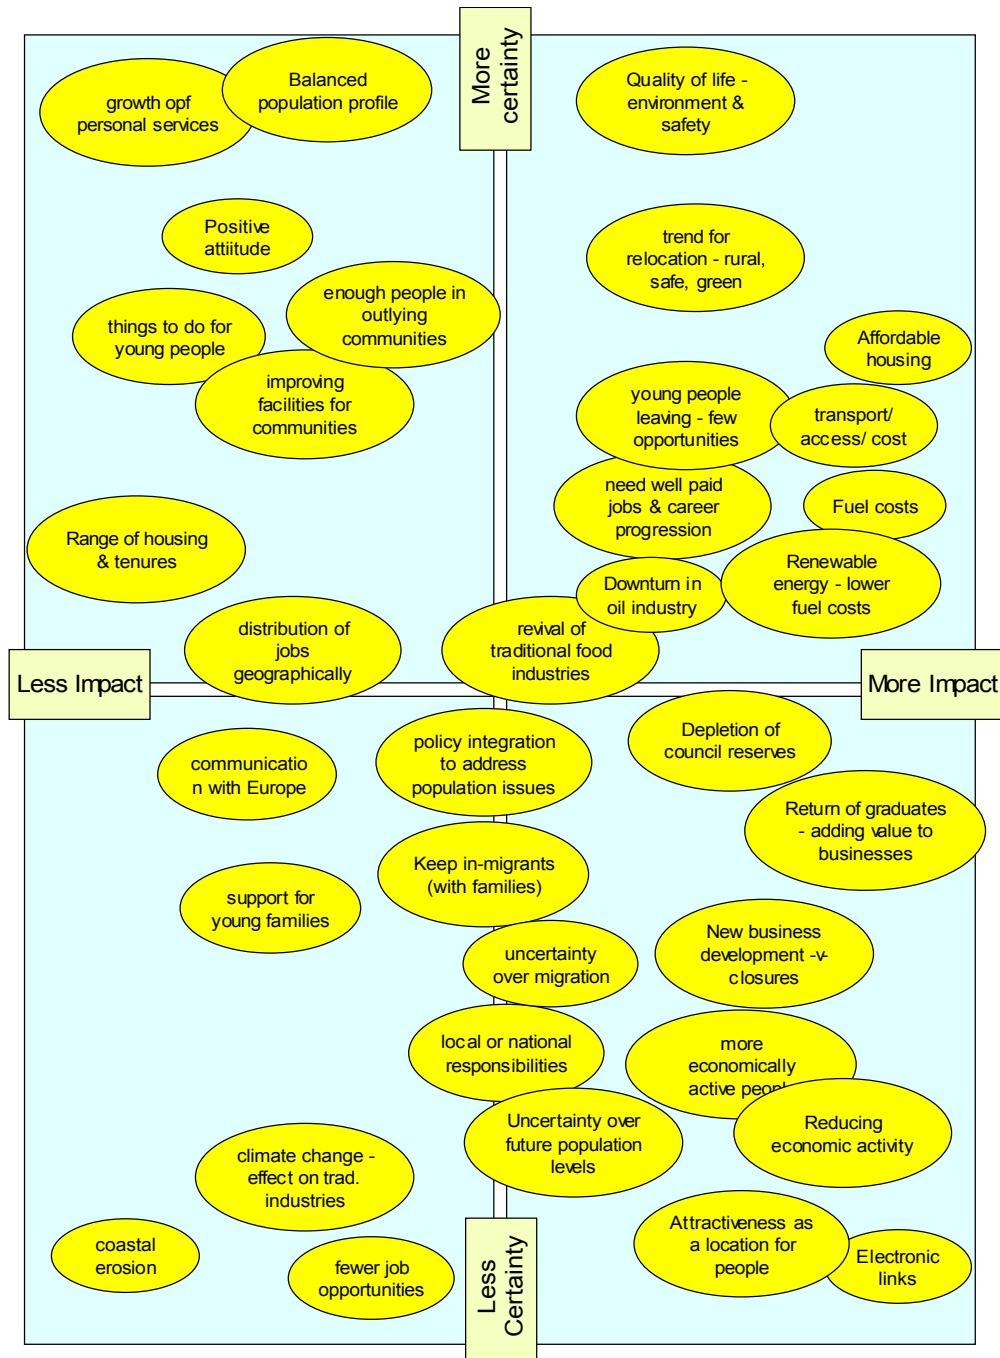 More
certainty
growth opf
personal services
Balanced
population profile
Quality of life -
environment &
safety
Positive
attiitude
trend for
relocation - rural,
safe, green
enough people in
outlying
communities
things to do for
young people
Affordable
housing
improving
facilities for
communities
young people
leaving - few
opportunities
transport/
access/ cost
need well paid
jobs & career
progression
Fuel costs
Range of housing
& tenures
Renewable
energy - lower
fuel costs
Downturn in
oil industry
distribution of
jobs
geographically
revival of
traditional food
industries
Less Impact
More Impact
communicatio
n with Europe
policy integration
to address
population issues
Depletion of
council reserves
Return of graduates
- adding value to
businesses
Keep in-migrants
(with families)
support for
young families
New business
development -v-
closures
uncertainty
over migration
local or national
responsibilities
more
economically
active people
Reducing
economic activity
Uncertainty over
future population
levels
climate change -
effect on trad.
industries
coastal
erosion
fewer job
opportunities
Attractiveness as
a location for
people
Electronic
links
Less
Certainty